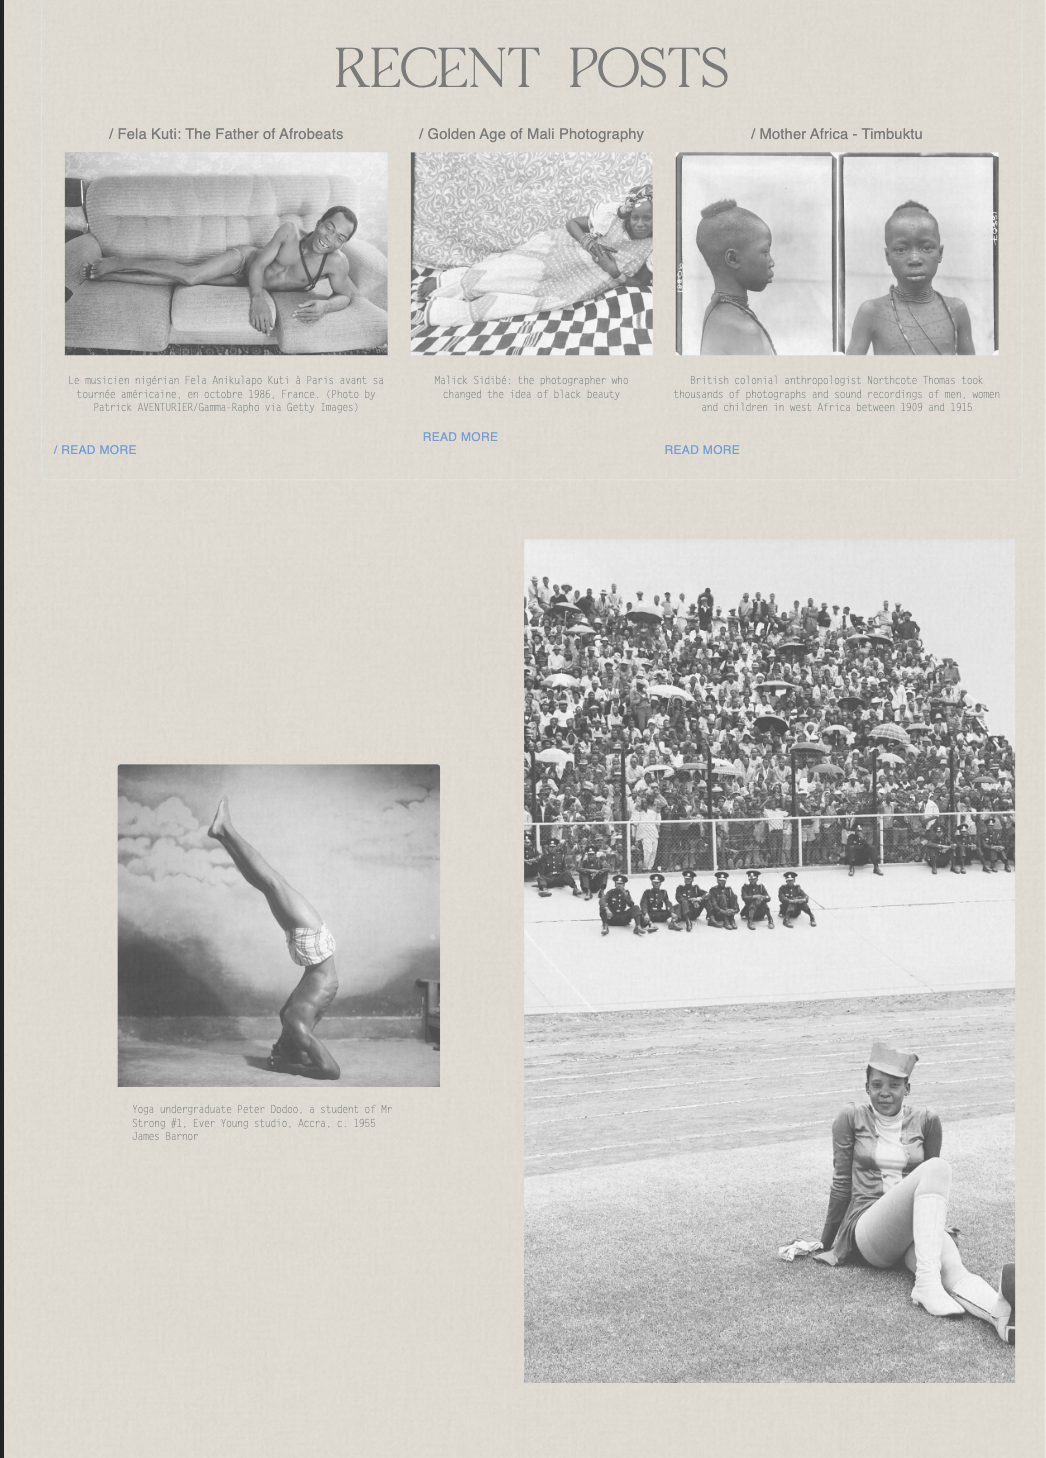 RECENT POSTS
/ Fela Kuti: The Father of Afrobeats
Le musicien nigérian Fela Anikulapo Kuti à Paris avant sa
tournée américaine, en octobre 1986, France. (Photo by
Patrick AVENTURIER/Gamma-Rapho via Getty Images)
/ READ MORE
/ Golden Age of Mali Photography
Malick Sidibé: the photographer who
changed the idea of black beauty
READ MORE
/ Mother Africa - Timbuktu
British colonial anthropologist Northcote Thomas took
thousands of photographs and sound recordings of men, women
and children in west Africa between 1909 and 1915
READ MORE
Yoga undergraduate Peter Dodoo, a student of Mr
Strong #1, Ever Young studio, Accra, c. 1955
James Barnor